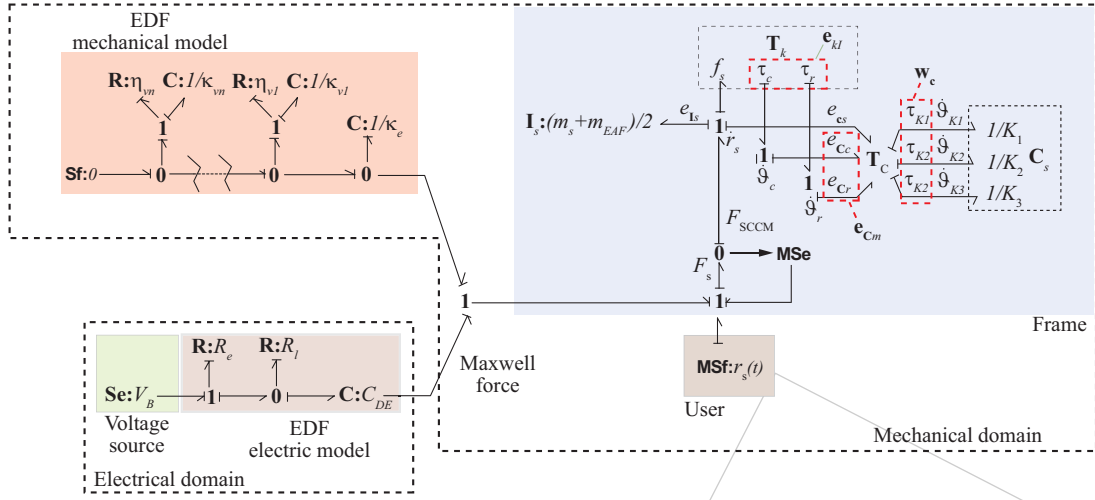 EDF
mechanical model
R:η_vn C:1/κ_vn R:η_v1 C:1/κ_v1
C:1/κ_e
1 1
Sf:0 0 0 0
T_k e_kI
f_s τ_c τ_r
w_c
I_s:(m_s+m_EAF)/2 e_Is 1 e_cs τ_K1 ϑ̇_K1 1/K_1
ṙ_s
1 e_Cc T_C τ_K2 ϑ̇_K2 1/K_2 C_s
ϑ̇_c
1 e_Cr τ_K2 ϑ̇_K3 1/K_3
ϑ̇_r
F_SCCM
e_Cm
0 MSe
F_s
1 1
Frame
Maxwell
force
MSf:r_s(t)
User
R:R_e R:R_l
Se:V_B 1 0 C:C_DE
Voltage
source
EDF
electric model
Electrical domain
Mechanical domain